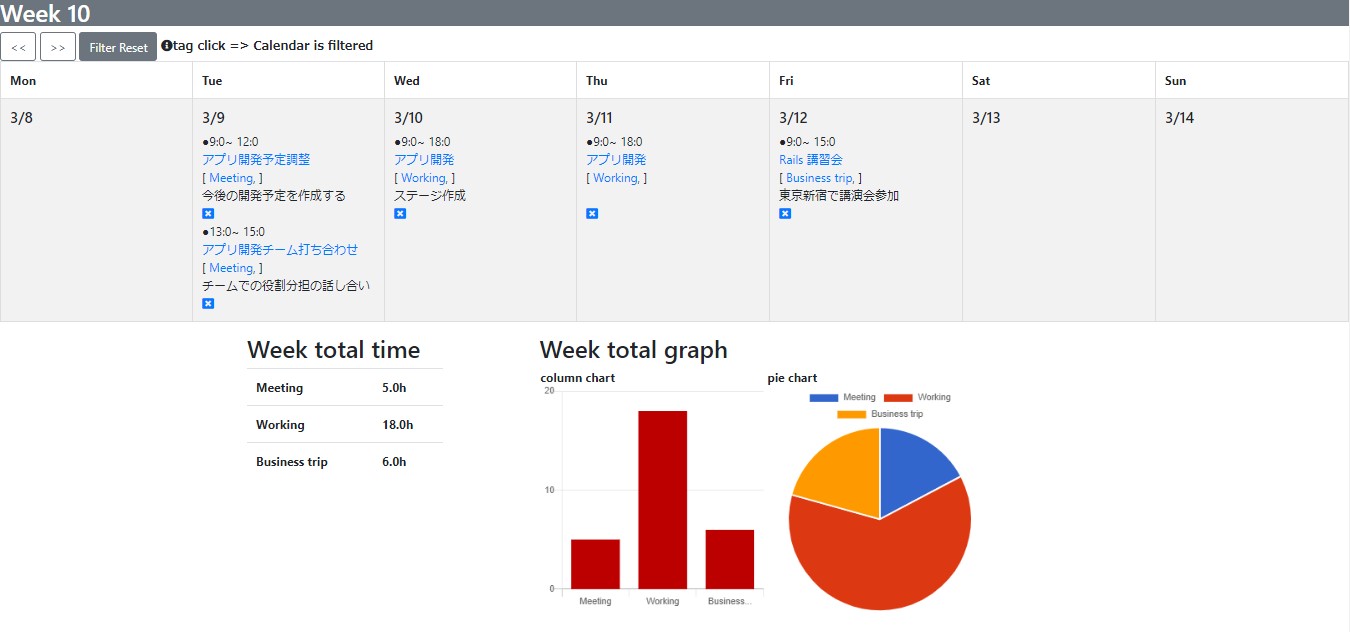 Week 10
<< >> Filter Reset tag click => Calendar is filtered
Mon Tue Wed Thu Fri Sat Sun
3/8
3/9
●9:0~ 12:0
アプリ開発予定調整
[ Meeting, ]
今後の開発予定を作成する
●13:0~ 15:0
アプリ開発チーム打ち合わせ
[ Meeting, ]
チームでの役割分担の話し合い
3/10
●9:0~ 18:0
アプリ開発
[ Working, ]
ステージ作成
3/11
●9:0~ 18:0
アプリ開発
[ Working, ]
3/12
●9:0~ 15:0
Rails 講習会
[ Business trip, ]
東京新宿で講演会参加
3/13
3/14
Week total time
Meeting 5.0h
Working 18.0h
Business trip 6.0h
Week total graph
column chart
20
10
0
Meeting Working Business...
pie chart
Meeting Working
Business trip